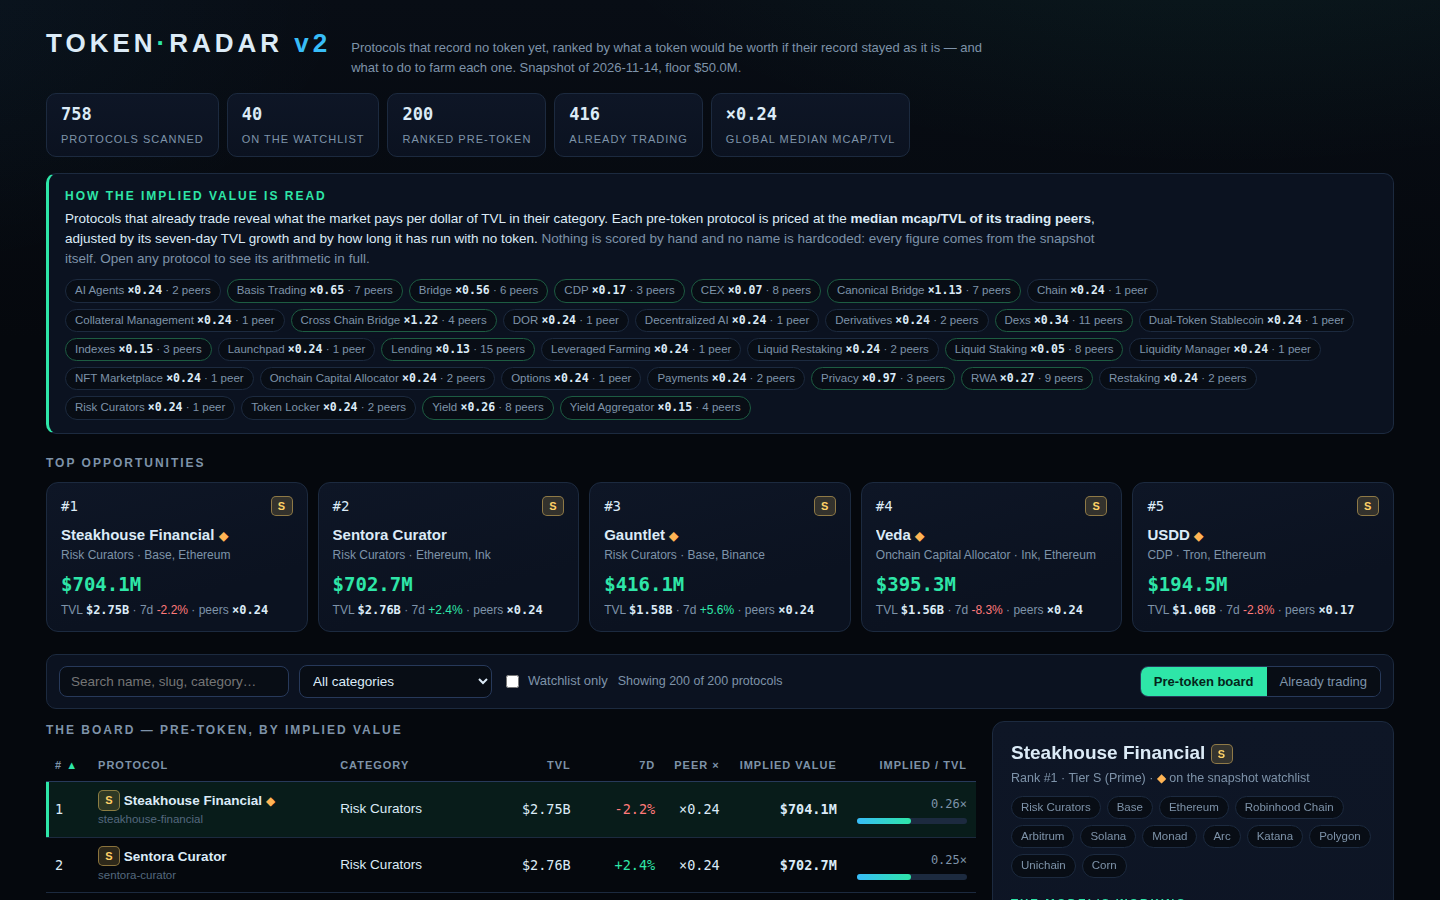 TOKEN·RADAR v2
Protocols that record no token yet, ranked by what a token would be worth if their record stayed as it is — and
what to do to farm each one. Snapshot of 2026-11-14, floor $50.0M.
758
PROTOCOLS SCANNED
40
ON THE WATCHLIST
200
RANKED PRE-TOKEN
416
ALREADY TRADING
×0.24
GLOBAL MEDIAN MCAP/TVL
HOW THE IMPLIED VALUE IS READ
Protocols that already trade reveal what the market pays per dollar of TVL in their category. Each pre-token protocol is priced at the median mcap/TVL of its trading peers,
adjusted by its seven-day TVL growth and by how long it has run with no token. Nothing is scored by hand and no name is hardcoded: every figure comes from the snapshot
itself. Open any protocol to see its arithmetic in full.
AI Agents ×0.24 · 2 peers Basis Trading ×0.65 · 7 peers Bridge ×0.56 · 6 peers CDP ×0.17 · 3 peers CEX ×0.07 · 8 peers Canonical Bridge ×1.13 · 7 peers Chain ×0.24 · 1 peer
Collateral Management ×0.24 · 1 peer Cross Chain Bridge ×1.22 · 4 peers DOR ×0.24 · 1 peer Decentralized AI ×0.24 · 1 peer Derivatives ×0.24 · 2 peers Dexs ×0.34 · 11 peers Dual-Token Stablecoin ×0.24 · 1 peer
Indexes ×0.15 · 3 peers Launchpad ×0.24 · 1 peer Lending ×0.13 · 15 peers Leveraged Farming ×0.24 · 1 peer Liquid Restaking ×0.24 · 2 peers Liquid Staking ×0.05 · 8 peers Liquidity Manager ×0.24 · 1 peer
NFT Marketplace ×0.24 · 1 peer Onchain Capital Allocator ×0.24 · 2 peers Options ×0.24 · 1 peer Payments ×0.24 · 2 peers Privacy ×0.97 · 3 peers RWA ×0.27 · 9 peers Restaking ×0.24 · 2 peers
Risk Curators ×0.24 · 1 peer Token Locker ×0.24 · 2 peers Yield ×0.26 · 8 peers Yield Aggregator ×0.15 · 4 peers
TOP OPPORTUNITIES
#1 S
Steakhouse Financial ◆
Risk Curators · Base, Ethereum
$704.1M
TVL $2.75B · 7d -2.2% · peers ×0.24
#2 S
Sentora Curator
Risk Curators · Ethereum, Ink
$702.7M
TVL $2.76B · 7d +2.4% · peers ×0.24
#3 S
Gauntlet ◆
Risk Curators · Base, Binance
$416.1M
TVL $1.58B · 7d +5.6% · peers ×0.24
#4 S
Veda ◆
Onchain Capital Allocator · Ink, Ethereum
$395.3M
TVL $1.56B · 7d -8.3% · peers ×0.24
#5 S
USDD ◆
CDP · Tron, Ethereum
$194.5M
TVL $1.06B · 7d -2.8% · peers ×0.17
Search name, slug, category… All categories Watchlist only Showing 200 of 200 protocols Pre-token board Already trading
THE BOARD — PRE-TOKEN, BY IMPLIED VALUE
# ▲ PROTOCOL CATEGORY TVL 7D PEER × IMPLIED VALUE IMPLIED / TVL
1 S Steakhouse Financial ◆ Risk Curators $2.75B -2.2% ×0.24 $704.1M 0.26×
steakhouse-financial
2 S Sentora Curator Risk Curators $2.76B +2.4% ×0.24 $702.7M 0.25×
sentora-curator
Steakhouse Financial S
Rank #1 · Tier S (Prime) · ◆ on the snapshot watchlist
Risk Curators Base Ethereum Robinhood Chain
Arbitrum Solana Monad Arc Katana Polygon
Unichain Corn